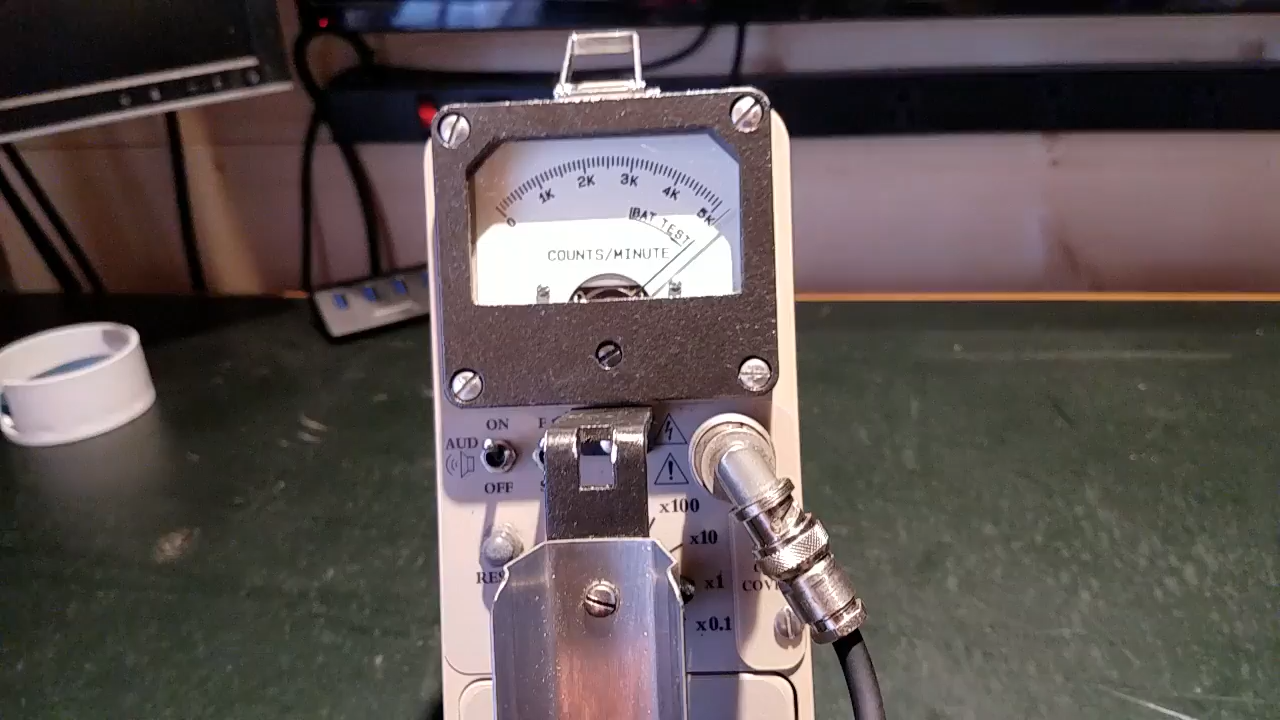 0 1K 2K 3K 4K 5K
BAT TEST
COUNTS/MINUTE
ON
AUD
OFF
x100
x10
x1
x0.1